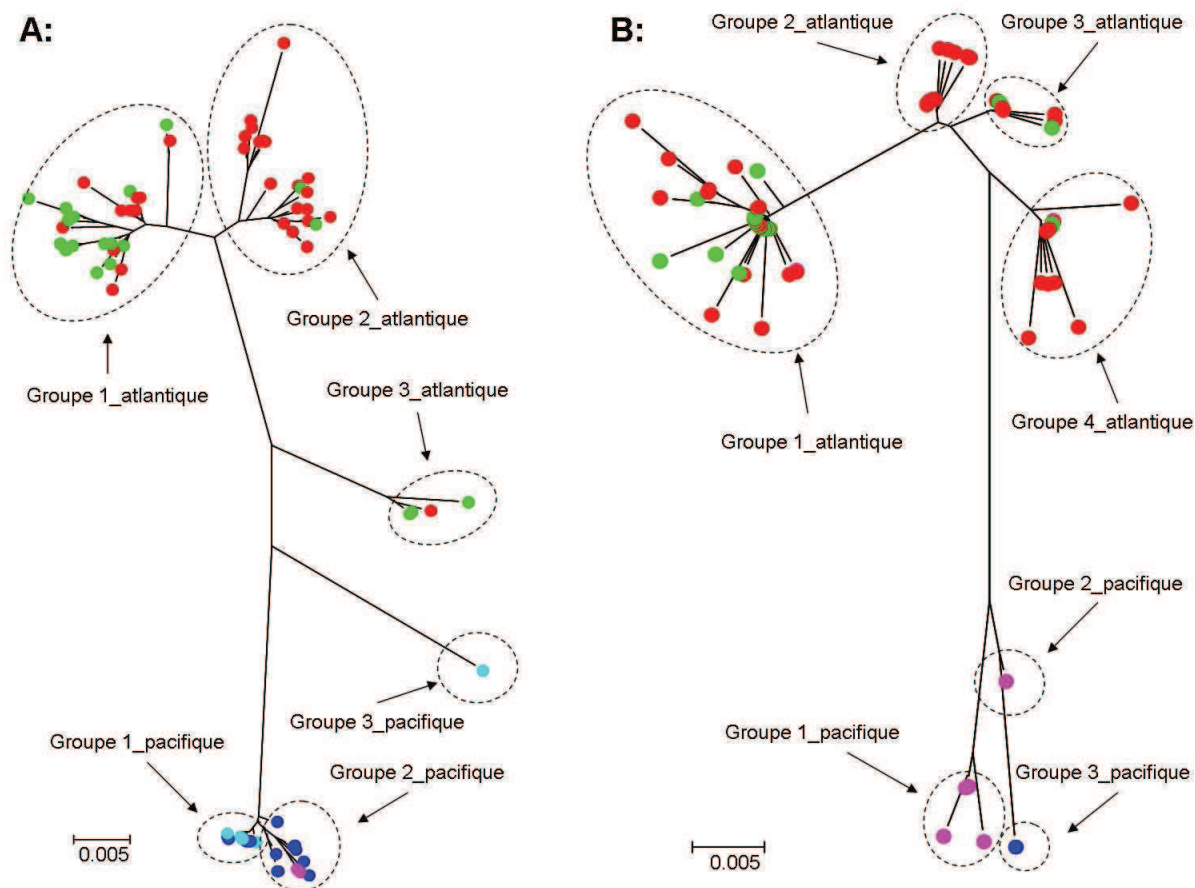 A:
Groupe 2_atlantique
Groupe 1_atlantique
Groupe 3_atlantique
Groupe 3_pacifique
Groupe 1_pacifique
Groupe 2_pacifique
0.005
B:
Groupe 2_atlantique
Groupe 3_atlantique
Groupe 1_atlantique
Groupe 4_atlantique
Groupe 2_pacifique
Groupe 1_pacifique
Groupe 3_pacifique
0.005